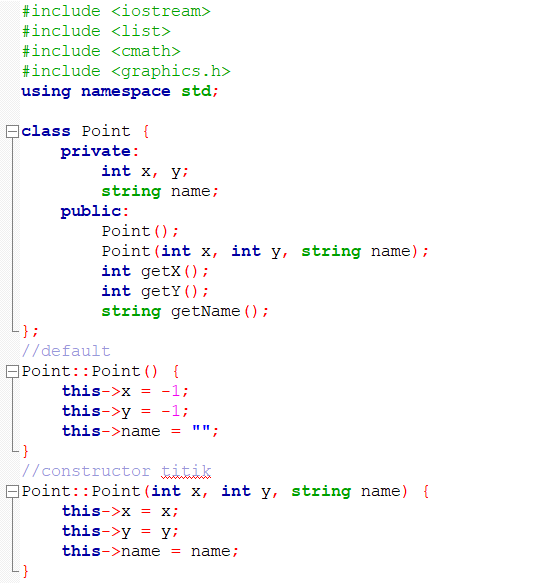 #include <iostream>
#include <list>
#include <cmath>
#include <graphics.h>
using namespace std;

class Point {
    private:
        int x, y;
        string name;
    public:
        Point();
        Point(int x, int y, string name);
        int getX();
        int getY();
        string getName();
};
//default
Point::Point() {
    this->x = -1;
    this->y = -1;
    this->name = "";
}
//constructor titik
Point::Point(int x, int y, string name) {
    this->x = x;
    this->y = y;
    this->name = name;
}